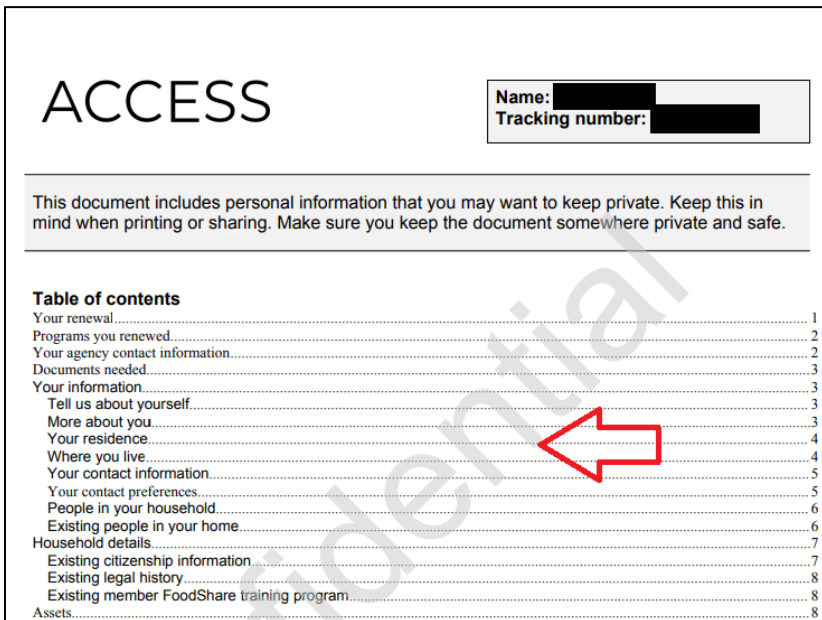 ACCESS
Name:
Tracking number:
This document includes personal information that you may want to keep private. Keep this in
mind when printing or sharing. Make sure you keep the document somewhere private and safe.
Table of contents
Your renewal 1
Programs you renewed 2
Your agency contact information 2
Documents needed 3
Your information 3
Tell us about yourself 3
More about you 3
Your residence 4
Where you live 4
Your contact information 5
Your contact preferences 5
People in your household 6
Existing people in your home 6
Household details 7
Existing citizenship information 7
Existing legal history 8
Existing member FoodShare training program 8
Assets 8
fidential